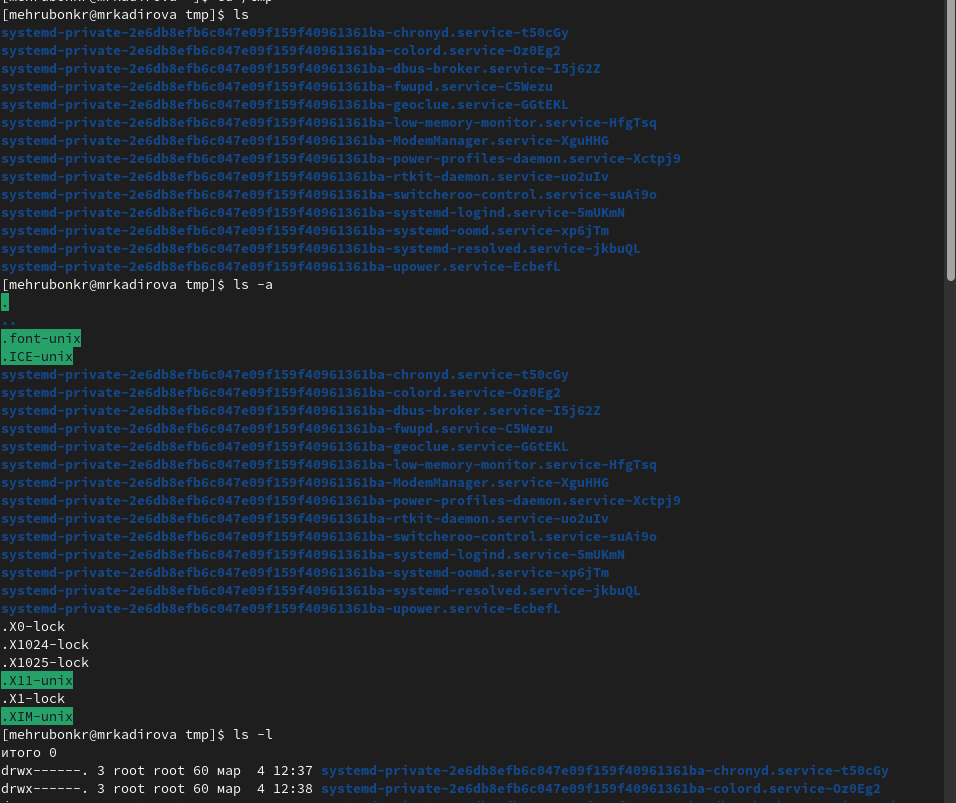 [mehrubonkr@mrkadirova ~]$ cd /tmp
[mehrubonkr@mrkadirova tmp]$ ls
systemd-private-2e6db8efb6c047e09f159f40961361ba-chronyd.service-t50cGy
systemd-private-2e6db8efb6c047e09f159f40961361ba-colord.service-Oz0Eg2
systemd-private-2e6db8efb6c047e09f159f40961361ba-dbus-broker.service-I5j62Z
systemd-private-2e6db8efb6c047e09f159f40961361ba-fwupd.service-C5Wezu
systemd-private-2e6db8efb6c047e09f159f40961361ba-geoclue.service-GGtEKL
systemd-private-2e6db8efb6c047e09f159f40961361ba-low-memory-monitor.service-HfgTsq
systemd-private-2e6db8efb6c047e09f159f40961361ba-ModemManager.service-XguHHG
systemd-private-2e6db8efb6c047e09f159f40961361ba-power-profiles-daemon.service-Xctpj9
systemd-private-2e6db8efb6c047e09f159f40961361ba-rtkit-daemon.service-uo2uIv
systemd-private-2e6db8efb6c047e09f159f40961361ba-switcheroo-control.service-suAi9o
systemd-private-2e6db8efb6c047e09f159f40961361ba-systemd-logind.service-5mUKmN
systemd-private-2e6db8efb6c047e09f159f40961361ba-systemd-oomd.service-xp6jTm
systemd-private-2e6db8efb6c047e09f159f40961361ba-systemd-resolved.service-jkbuQL
systemd-private-2e6db8efb6c047e09f159f40961361ba-upower.service-EcbefL
[mehrubonkr@mrkadirova tmp]$ ls -a
.
..
.font-unix
.ICE-unix
systemd-private-2e6db8efb6c047e09f159f40961361ba-chronyd.service-t50cGy
systemd-private-2e6db8efb6c047e09f159f40961361ba-colord.service-Oz0Eg2
systemd-private-2e6db8efb6c047e09f159f40961361ba-dbus-broker.service-I5j62Z
systemd-private-2e6db8efb6c047e09f159f40961361ba-fwupd.service-C5Wezu
systemd-private-2e6db8efb6c047e09f159f40961361ba-geoclue.service-GGtEKL
systemd-private-2e6db8efb6c047e09f159f40961361ba-low-memory-monitor.service-HfgTsq
systemd-private-2e6db8efb6c047e09f159f40961361ba-ModemManager.service-XguHHG
systemd-private-2e6db8efb6c047e09f159f40961361ba-power-profiles-daemon.service-Xctpj9
systemd-private-2e6db8efb6c047e09f159f40961361ba-rtkit-daemon.service-uo2uIv
systemd-private-2e6db8efb6c047e09f159f40961361ba-switcheroo-control.service-suAi9o
systemd-private-2e6db8efb6c047e09f159f40961361ba-systemd-logind.service-5mUKmN
systemd-private-2e6db8efb6c047e09f159f40961361ba-systemd-oomd.service-xp6jTm
systemd-private-2e6db8efb6c047e09f159f40961361ba-systemd-resolved.service-jkbuQL
systemd-private-2e6db8efb6c047e09f159f40961361ba-upower.service-EcbefL
.X0-lock
.X1024-lock
.X1025-lock
.X11-unix
.X1-lock
.XIM-unix
[mehrubonkr@mrkadirova tmp]$ ls -l
итого 0
drwx------. 3 root root 60 мар  4 12:37 systemd-private-2e6db8efb6c047e09f159f40961361ba-chronyd.service-t50cGy
drwx------. 3 root root 60 мар  4 12:38 systemd-private-2e6db8efb6c047e09f159f40961361ba-colord.service-Oz0Eg2